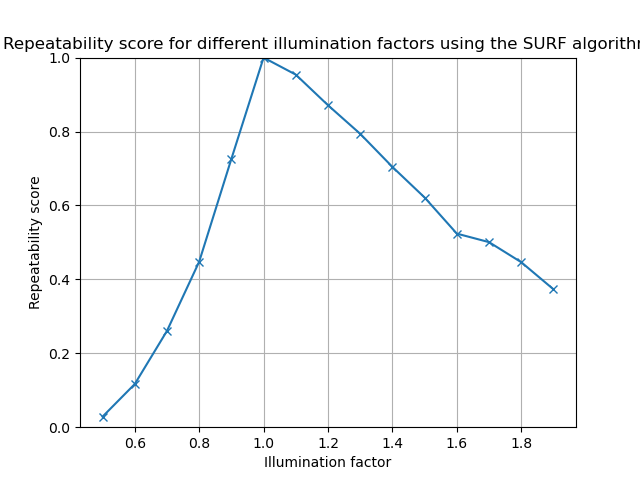 Repeatability score for different illumination factors using the SURF algorith
1.0
0.8
0.6
0.4
0.2
0.0
Repeatability score
0.6 0.8 1.0 1.2 1.4 1.6 1.8
Illumination factor